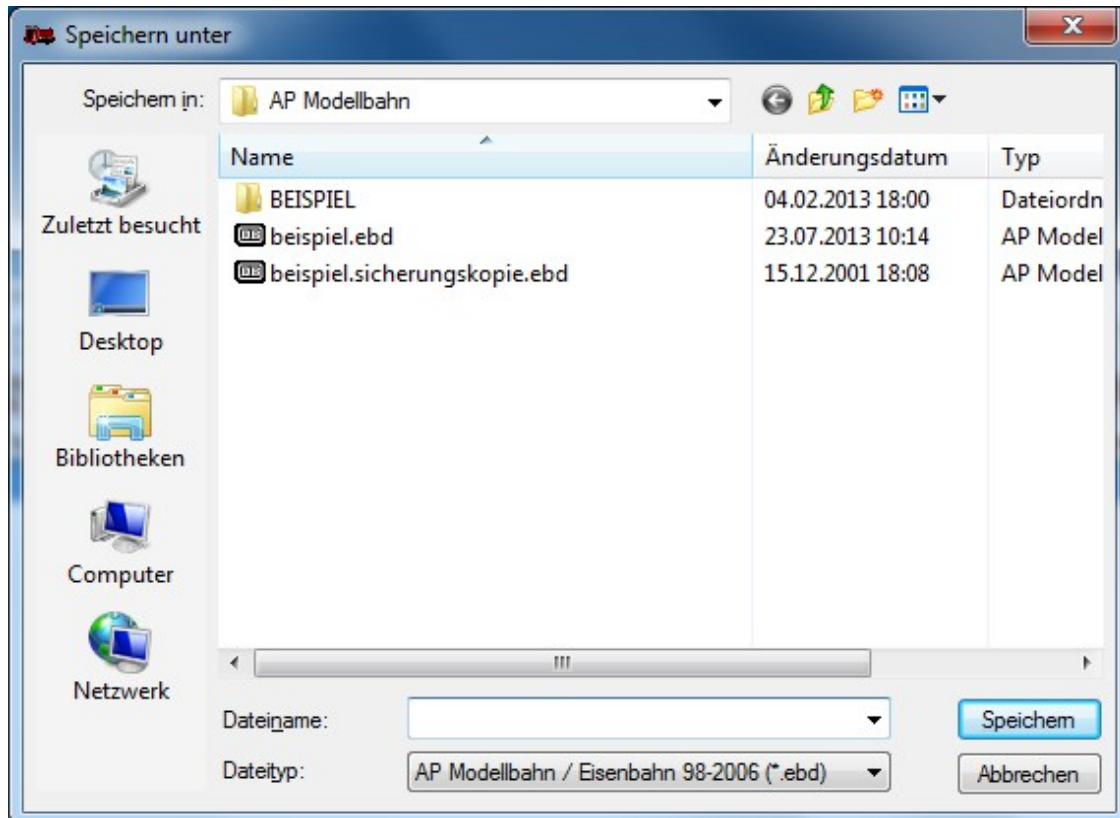 Speichern unter
Speichern in: AP Modellbahn
Name Änderungsdatum Typ
BEISPIEL 04.02.2013 18:00 Dateiordn
beispiel.ebd 23.07.2013 10:14 AP Model
beispiel.sicherungskopie.ebd 15.12.2001 18:08 AP Model
Zuletzt besucht
Desktop
Bibliotheken
Computer
Netzwerk
Dateiname: Speichern
Dateityp: AP Modellbahn / Eisenbahn 98-2006 (*.ebd) Abbrechen